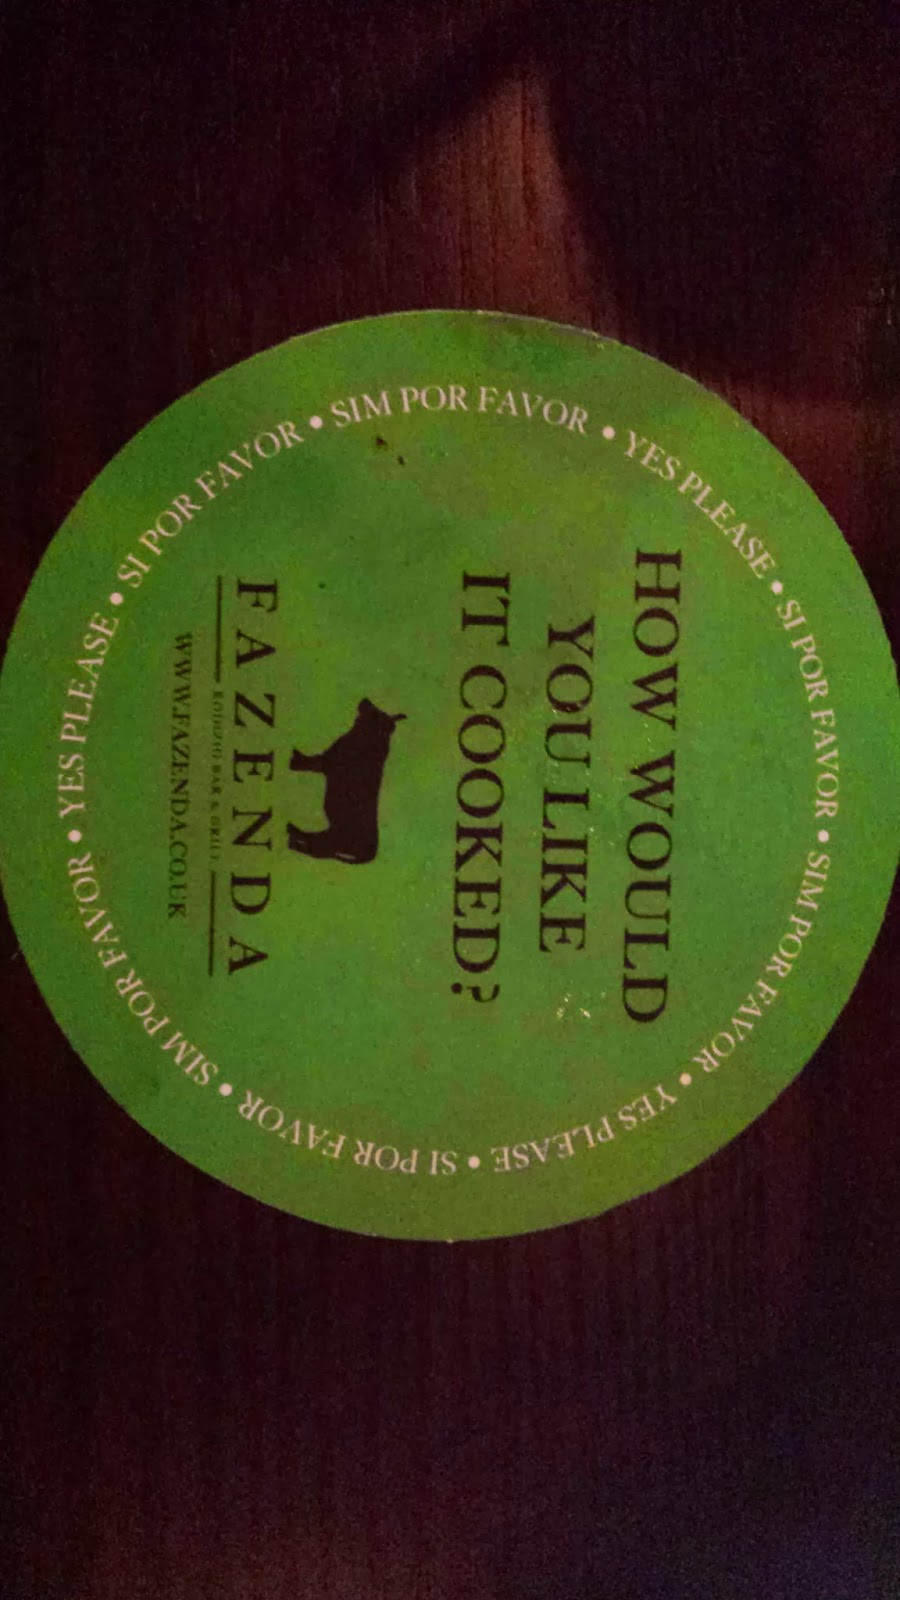 HOW WOULD
YOU LIKE
IT COOKED?
FAZENDA
RODIZIO BAR & GRILL
WWW.FAZENDA.CO.UK
SIM POR FAVOR • YES PLEASE • SI POR FAVOR • SIM POR FAVOR • YES PLEASE • SI POR FAVOR • SIM POR FAVOR • YES PLEASE • SI POR FAVOR •